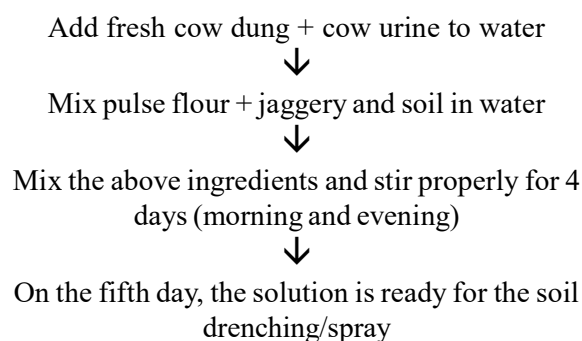 Add fresh cow dung + cow urine to water
↓
Mix pulse flour + jaggery and soil in water
↓
Mix the above ingredients and stir properly for 4
days (morning and evening)
↓
On the fifth day, the solution is ready for the soil
drenching/spray